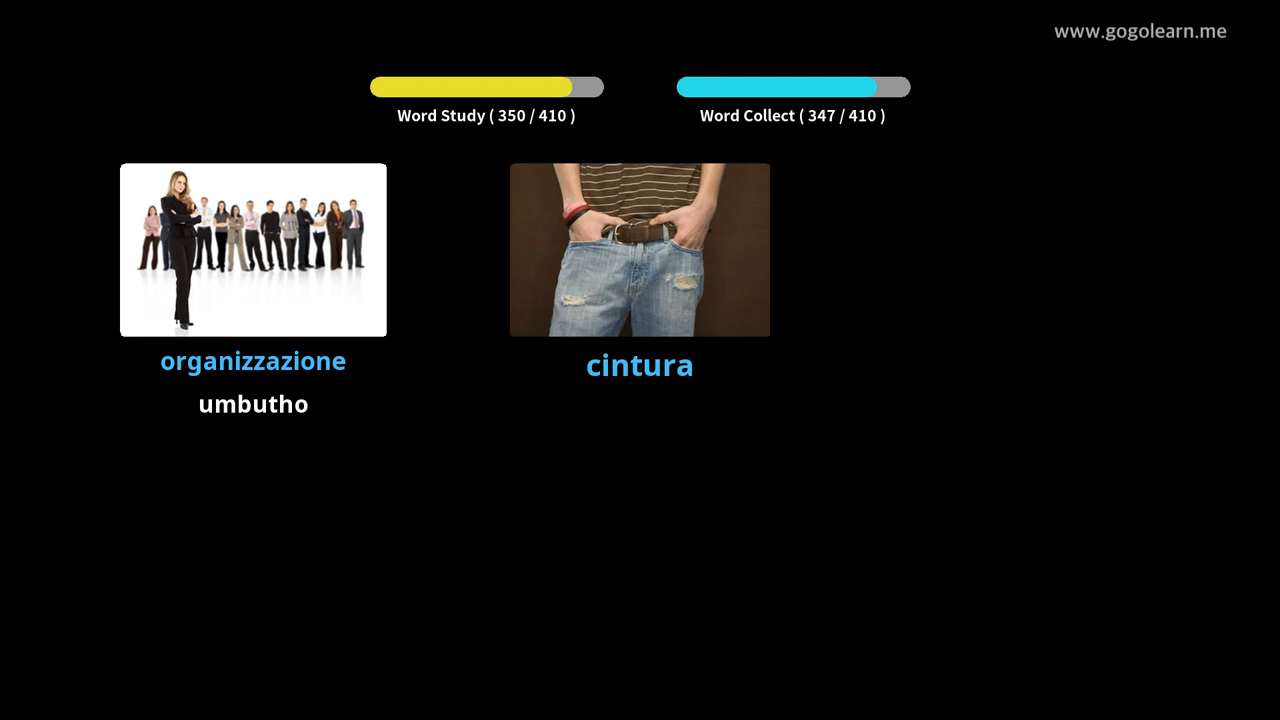 www.gogolearn.me
Word Study ( 350 / 410 )
Word Collect ( 347 / 410 )
organizzazione
cintura
umbutho